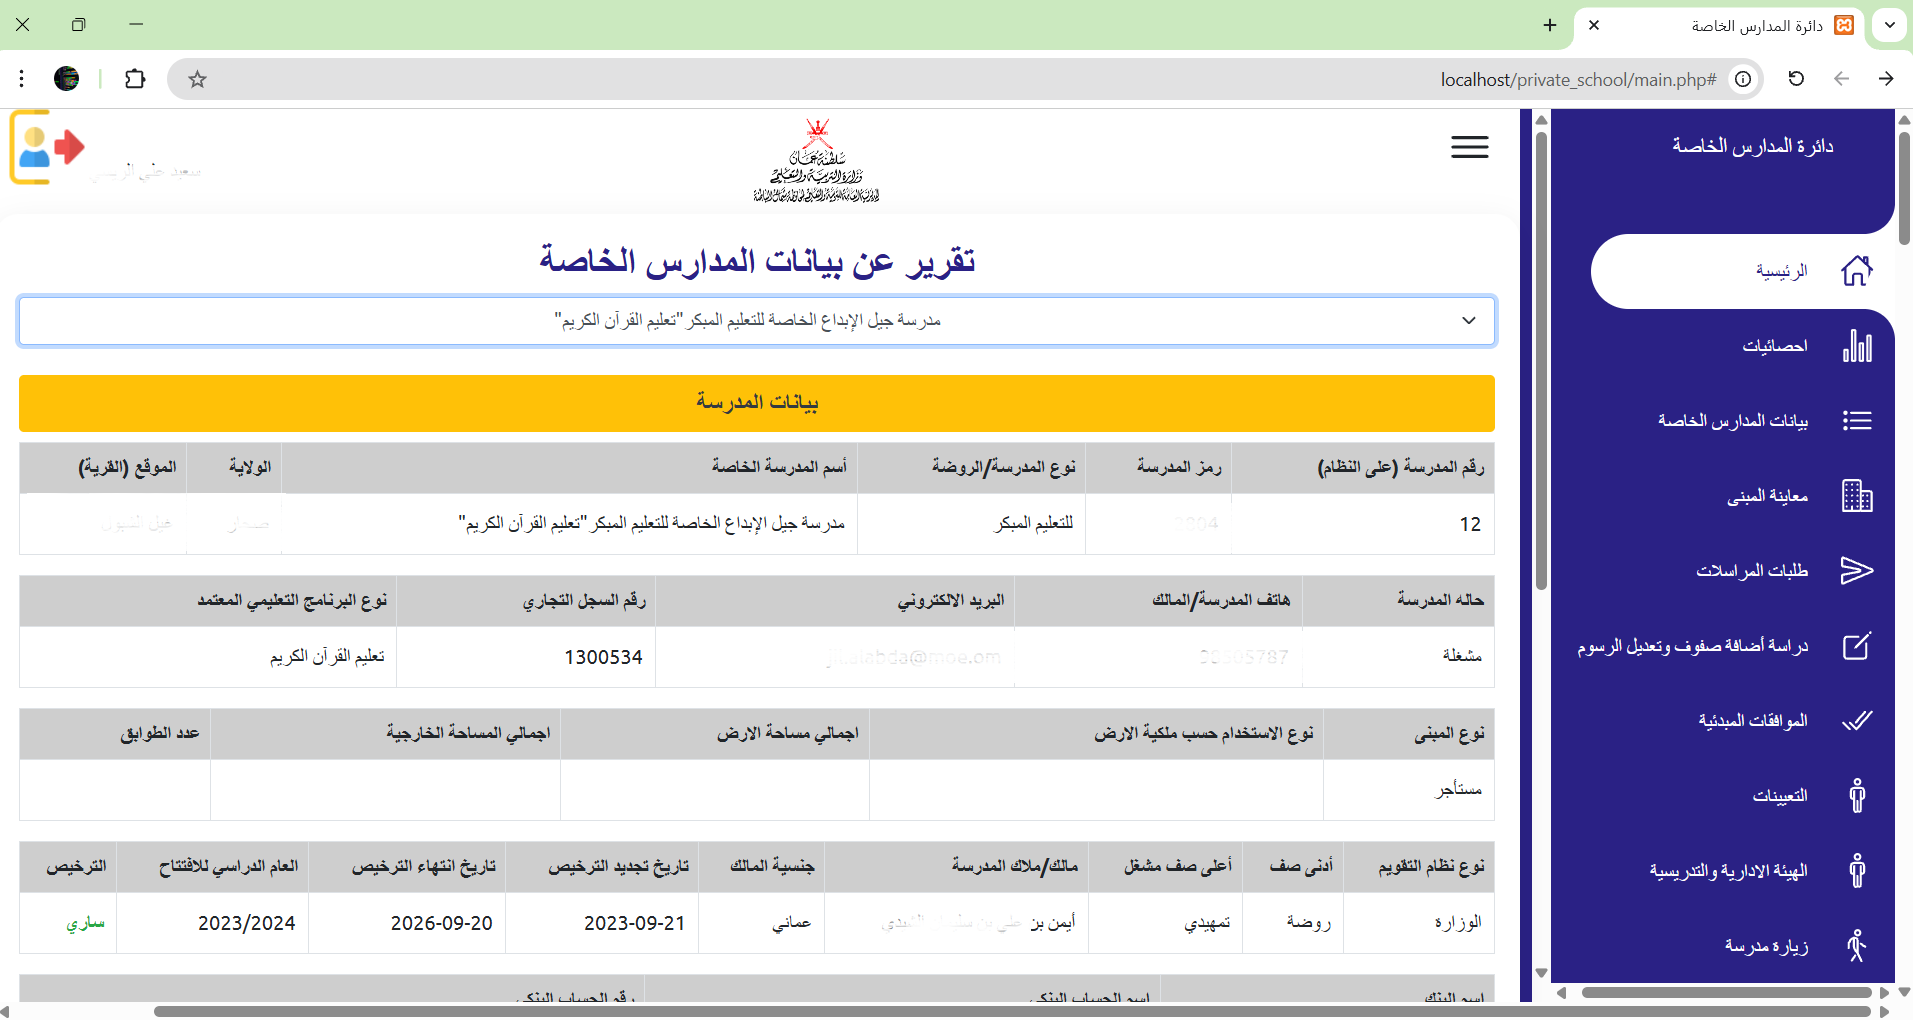 دائرة المدارس الخاصة
localhost/private_school/main.php#
دائرة المدارس الخاصة
الرئيسية
احصائيات
بيانات المدارس الخاصة
معاينة المبنى
طلبات المراسلات
دراسة أضافة صفوف وتعديل الرسوم
الموافقات المبدئية
التعيينات
الهيئة الادارية والتدريسية
زيارة مدرسة
سلطنة عمان
وزارة التربية والتعليم
تقرير عن بيانات المدارس الخاصة
مدرسة جيل الإبداع الخاصة للتعليم المبكر"تعليم القرآن الكريم"
بيانات المدرسة
رقم المدرسة (على النظام) رمز المدرسة نوع المدرسة/الروضة أسم المدرسة الخاصة الولاية الموقع (القرية)
12 للتعليم المبكر مدرسة جيل الإبداع الخاصة للتعليم المبكر"تعليم القرآن الكريم"
حاله المدرسة هاتف المدرسة/المالك البريد الالكتروني رقم السجل التجاري نوع البرنامج التعليمي المعتمد
مشغلة 1300534 تعليم القرآن الكريم
نوع المبنى نوع الاستخدام حسب ملكية الارض اجمالي مساحة الارض اجمالي المساحة الخارجية عدد الطوابق
مستأجر
نوع نظام التقويم أدنى صف أعلى صف مشغل مالك/ملاك المدرسة جنسية المالك تاريخ تجديد الترخيص تاريخ انتهاء الترخيص العام الدراسي للافتتاح الترخيص
الوزارة روضة تمهيدي أيمن بن عماني 2023-09-21 2026-09-20 2023/2024 ساري
اسم البنك اسم الحساب البنكي رقم الحساب البنكي